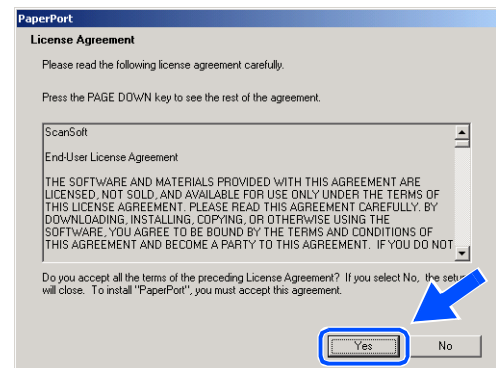 PaperPort
License Agreement
Please read the following license agreement carefully.
Press the PAGE DOWN key to see the rest of the agreement.
ScanSoft
End-User License Agreement
THE SOFTWARE AND MATERIALS PROVIDED WITH THIS AGREEMENT ARE
LICENSED, NOT SOLD, AND AVAILABLE FOR USE ONLY UNDER THE TERMS OF
THIS LICENSE AGREEMENT. PLEASE READ THIS AGREEMENT CAREFULLY. BY
DOWNLOADING, INSTALLING, COPYING, OR OTHERWISE USING THE
SOFTWARE, YOU AGREE TO BE BOUND BY THE TERMS AND CONDITIONS OF
THIS AGREEMENT AND BECOME A PARTY TO THIS AGREEMENT. IF YOU DO NOT
Do you accept all the terms of the preceding License Agreement? If you select No, the setup
will close. To install "PaperPort", you must accept this agreement.
Yes
No